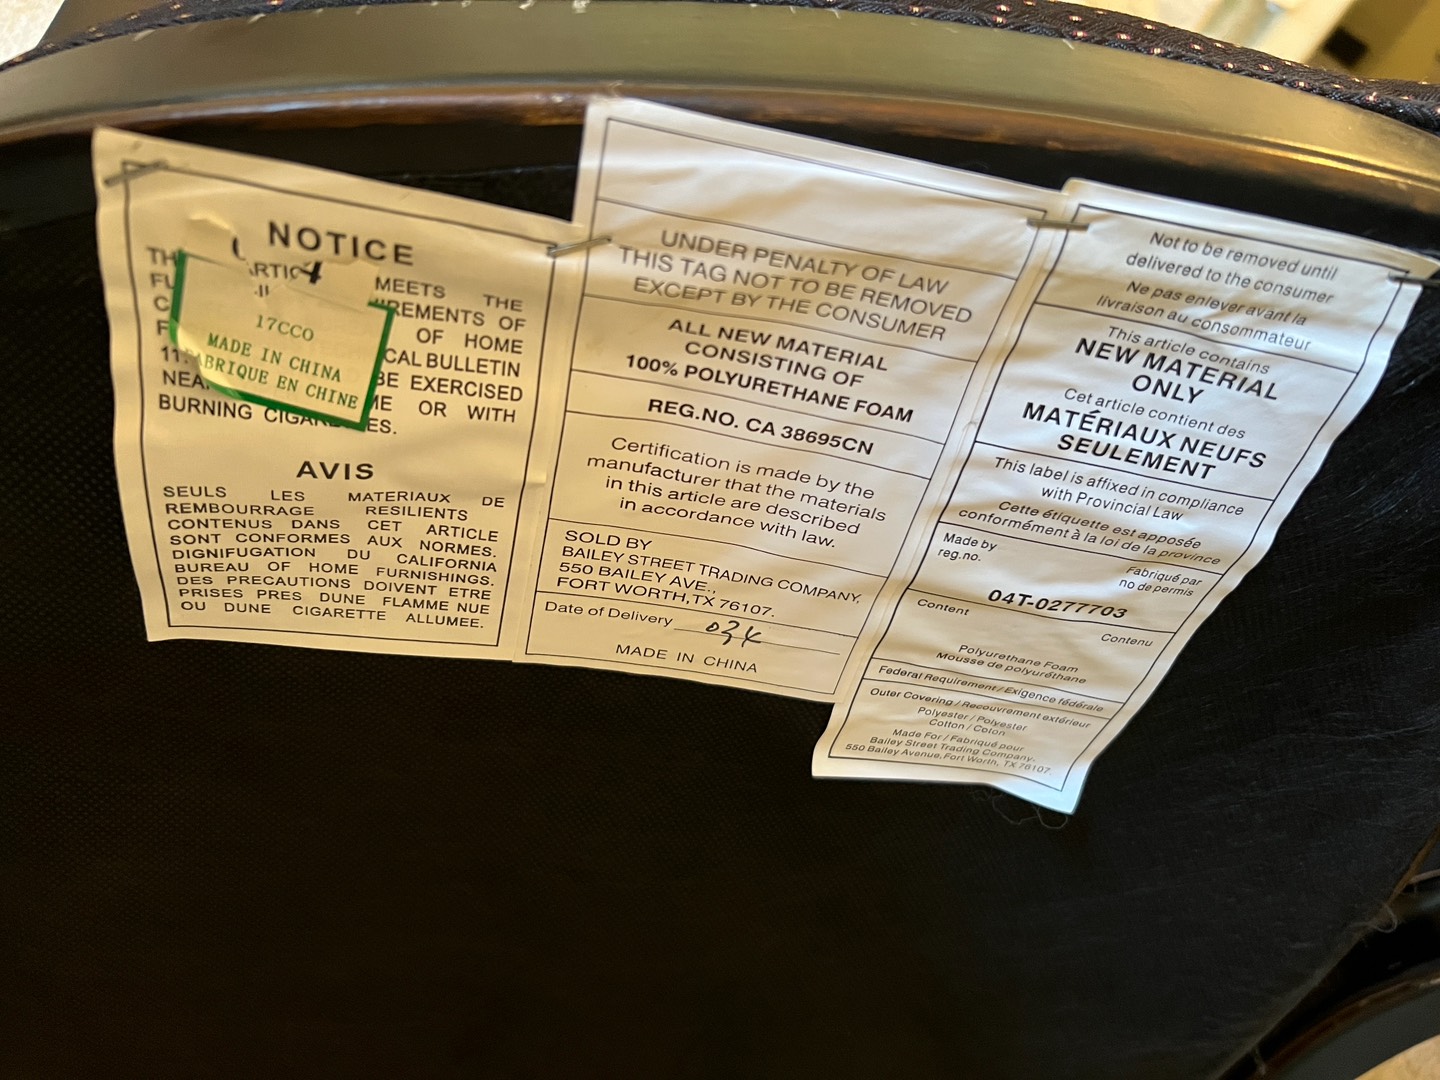 NOTICE
TH ARTIC4 MEETS THE
FU REMENTS OF
C OF HOME
F CAL BULLETIN
11 BE EXERCISED
NEA ME OR WITH
BURNING CIGAR ES.
17CCO
MADE IN CHINA
ABRIQUE EN CHINE
AVIS
SEULS LES MATERIAUX DE
REMBOURRAGE RESILIENTS
CONTENUS DANS CET ARTICLE
SONT CONFORMES AUX NORMES.
DIGNIFUGATION DU CALIFORNIA
BUREAU OF HOME FURNISHINGS.
DES PRECAUTIONS DOIVENT ETRE
PRISES PRES DUNE FLAMME NUE
OU DUNE CIGARETTE ALLUMEE.
UNDER PENALTY OF LAW
THIS TAG NOT TO BE REMOVED
EXCEPT BY THE CONSUMER
ALL NEW MATERIAL
CONSISTING OF
100% POLYURETHANE FOAM
REG.NO. CA 38695CN
Certification is made by the
manufacturer that the materials
in this article are described
in accordance with law.
SOLD BY
BAILEY STREET TRADING COMPANY,
550 BAILEY AVE.,
FORT WORTH,TX 76107.
Date of Delivery 034
MADE IN CHINA
Not to be removed until
delivered to the consumer
Ne pas enlever avant la
livraison au consommateur
This article contains
NEW MATERIAL
ONLY
Cet article contient des
MATÉRIAUX NEUFS
SEULEMENT
This label is affixed in compliance
with Provincial Law
Cette étiquette est apposée
conformément à la loi de la province
Made by Fabriqué par
reg.no. no de permis
04T-0277703
Content Contenu
Polyurethane Foam
Mousse de polyuréthane
Federal Requirement / Exigence fédérale
Outer Covering / Recouvrement extérieur
Polyester / Polyester
Cotton / Coton
Made For / Fabriqué pour
Bailey Street Trading Company.
550 Bailey Avenue, Fort Worth, TX 76107.